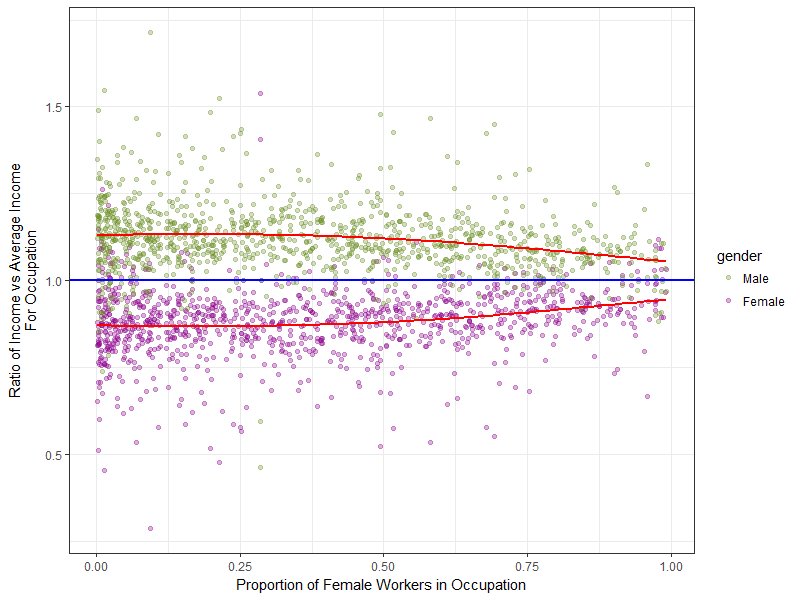 Ratio of Income vs Average Income
For Occupation
1.5
1.0
0.5
0.00
0.25
0.50
0.75
1.00
Proportion of Female Workers in Occupation
gender
Male
Female